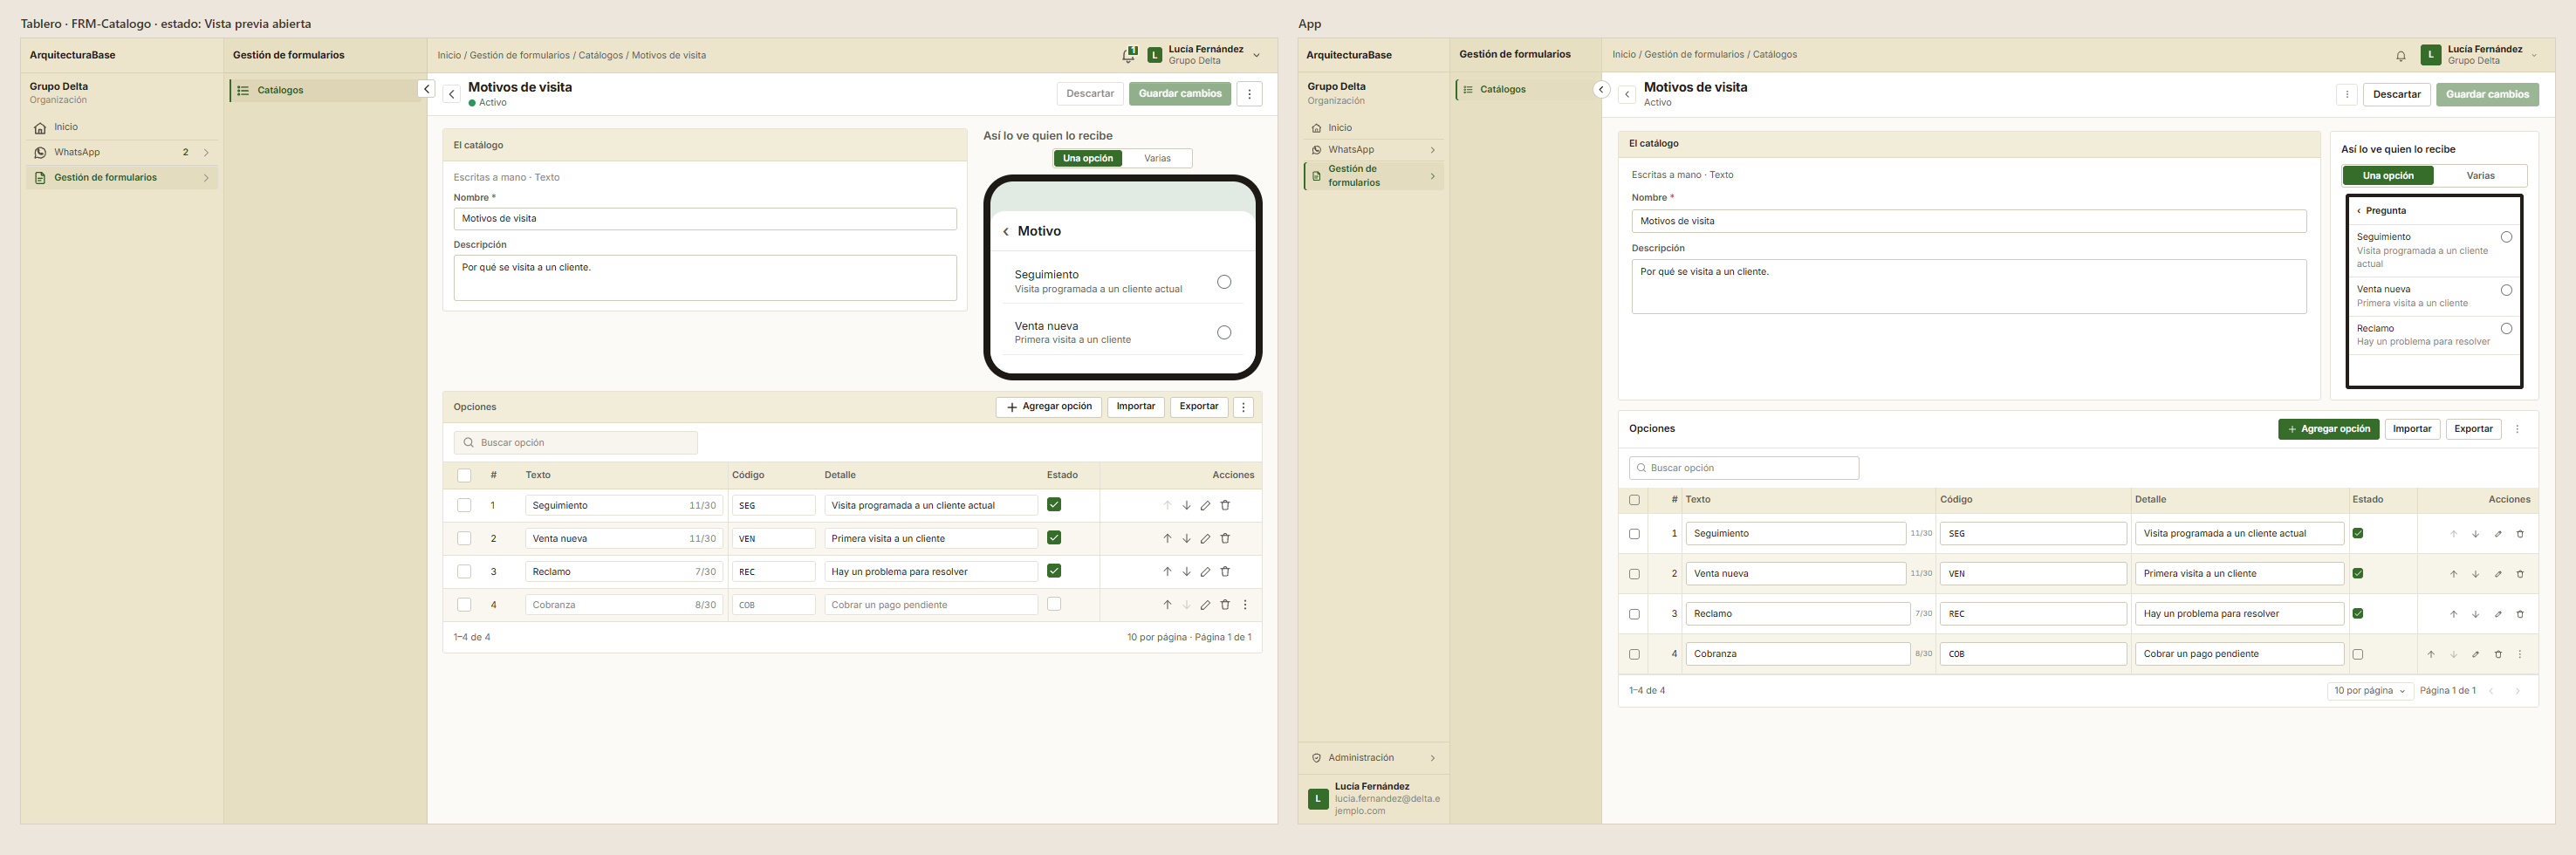 Tablero · FRM-Catalogo · estado: Vista previa abierta
ArquitecturaBase
Grupo Delta
Organización
Inicio
WhatsApp 2
Gestión de formularios
Gestión de formularios
Catálogos
Inicio / Gestión de formularios / Catálogos / Motivos de visita
1
L
Lucía Fernández
Grupo Delta
Motivos de visita
Activo
Descartar
Guardar cambios
El catálogo
Escritas a mano · Texto
Nombre *
Motivos de visita
Descripción
Por qué se visita a un cliente.
Así lo ve quien lo recibe
Una opción
Varias
Motivo
Seguimiento
Visita programada a un cliente actual
Venta nueva
Primera visita a un cliente
Opciones
Agregar opción
Importar
Exportar
Buscar opción
# Texto Código Detalle Estado Acciones
1 Seguimiento 11/30 SEG Visita programada a un cliente actual
2 Venta nueva 11/30 VEN Primera visita a un cliente
3 Reclamo 7/30 REC Hay un problema para resolver
4 Cobranza 8/30 COB Cobrar un pago pendiente
1–4 de 4
10 por página · Página 1 de 1
App
ArquitecturaBase
Grupo Delta
Organización
Inicio
WhatsApp
Gestión de
formularios
Administración
L
Lucía Fernández
lucia.fernandez@delta.e
jemplo.com
Gestión de formularios
Catálogos
Inicio / Gestión de formularios / Catálogos
L
Lucía Fernández
Grupo Delta
Motivos de visita
Activo
Descartar
Guardar cambios
El catálogo
Escritas a mano · Texto
Nombre *
Motivos de visita
Descripción
Por qué se visita a un cliente.
Así lo ve quien lo recibe
Una opción
Varias
Pregunta
Seguimiento
Visita programada a un cliente
actual
Venta nueva
Primera visita a un cliente
Reclamo
Hay un problema para resolver
Opciones
Agregar opción
Importar
Exportar
Buscar opción
# Texto Código Detalle Estado Acciones
1 Seguimiento 11/30 SEG Visita programada a un cliente actual
2 Venta nueva 11/30 VEN Primera visita a un cliente
3 Reclamo 7/30 REC Hay un problema para resolver
4 Cobranza 8/30 COB Cobrar un pago pendiente
1–4 de 4
10 por página
Página 1 de 1